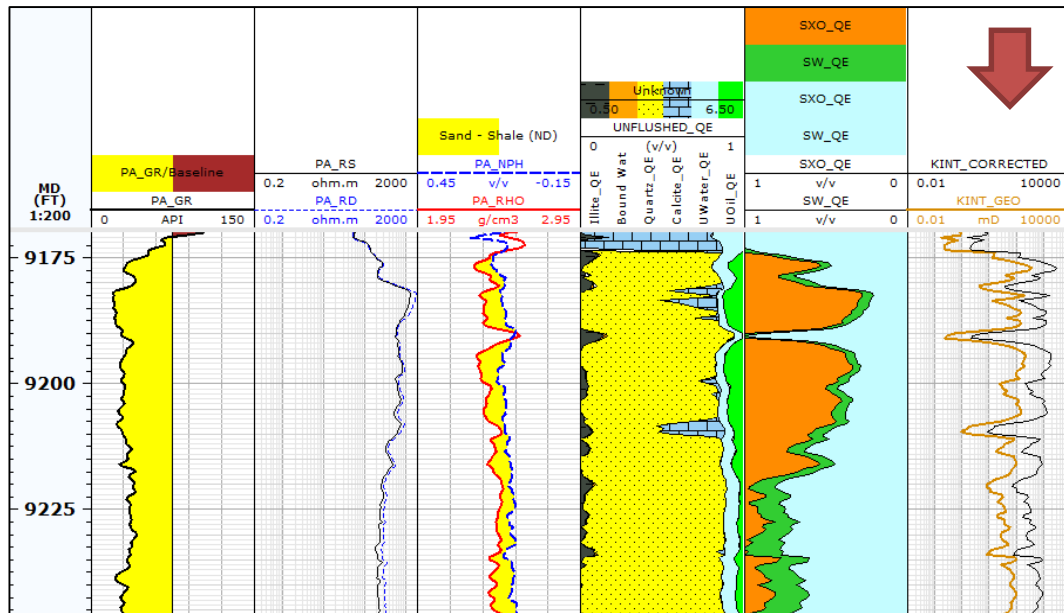 MD
(FT)
1:200
PA_GR/Baseline
PA_GR
0 API 150
PA_RS
0.2 ohm.m 2000
PA_RD
0.2 ohm.m 2000
Sand - Shale (ND)
PA_NPH
0.45 v/v -0.15
PA_RHO
1.95 g/cm3 2.95
Unknown
0.50 6.50
UNFLUSHED_QE
0 (v/v) 1
Illite_QE
Bound Wat
Quartz_QE
Calcite_QE
UWater_QE
UOil_QE
SXO_QE
SW_QE
SXO_QE
SW_QE
SXO_QE
1 v/v 0
SW_QE
1 v/v 0
KINT_CORRECTED
0.01 10000
KINT_GEO
0.01 mD 10000
9175
9200
9225